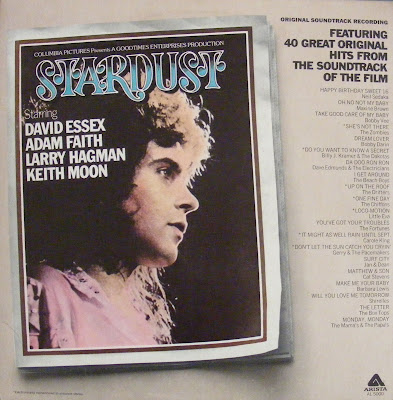 COLUMBIA PICTURES Presents A GOODTIMES ENTERPRISES PRODUCTION
STARDUST
Starring
DAVID ESSEX
ADAM FAITH
LARRY HAGMAN
KEITH MOON
ORIGINAL SOUNDTRACK RECORDING
FEATURING
40 GREAT ORIGINAL
HITS FROM
THE SOUNDTRACK
OF THE FILM
HAPPY BIRTHDAY SWEET 16
Neil Sedaka
OH NO NOT MY BABY
Maxine Brown
TAKE GOOD CARE OF MY BABY
Bobby Vee
*SHE'S NOT THERE
The Zombies
DREAM LOVER
Bobby Darin
*DO YOU WANT TO KNOW A SECRET
Billy J. Kramer & The Dakotas
DA DOO RON RON
Dave Edmunds & The Electricians
I GET AROUND
The Beach Boys
*UP ON THE ROOF
The Drifters
*ONE FINE DAY
The Chiffons
*LOCO-MOTION
Little Eva
YOU'VE GOT YOUR TROUBLES
The Fortunes
*IT MIGHT AS WELL RAIN UNTIL SEPT.
Carole King
*DON'T LET THE SUN CATCH YOU CRYIN'
Gerry & The Pacemakers
SURF CITY
Jan & Dean
MATTHEW & SON
Cat Stevens
MAKE ME YOUR BABY
Barbara Lewis
WILL YOU LOVE ME TOMORROW
Shirelles
THE LETTER
The Box Tops
MONDAY, MONDAY
The Mama's & The Papa's
ARISTA
AL 5000